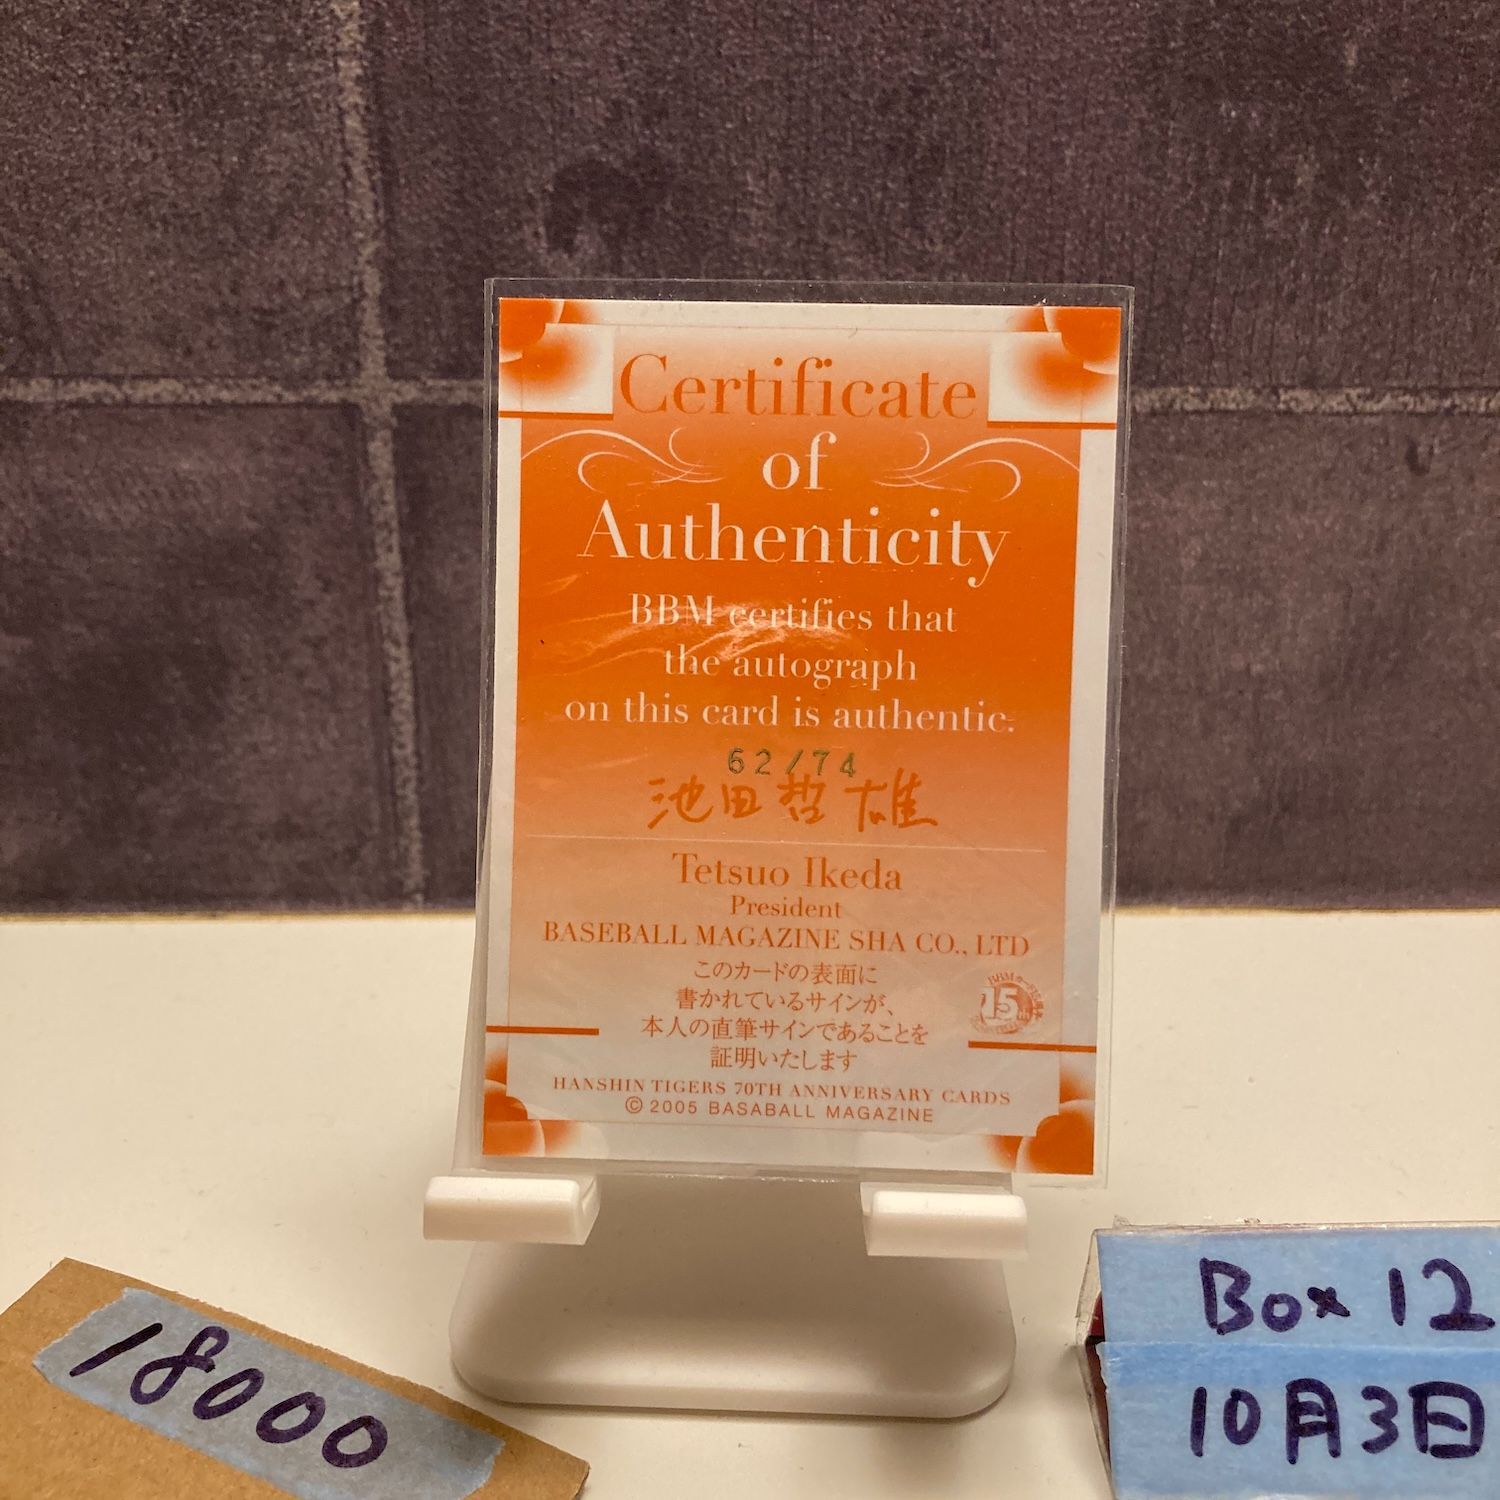 Certificate
of
Authenticity
BBM certifies that
the autograph
on this card is authentic.
62/74
池田哲雄
Tetsuo Ikeda
President
BASEBALL MAGAZINE SHA CO., LTD
このカードの表面に
書かれているサインが、
本人の直筆サインであることを
証明いたします
15th
HANSHIN TIGERS 70TH ANNIVERSARY CARDS
© 2005 BASABALL MAGAZINE
18000
Box 12
10月3日